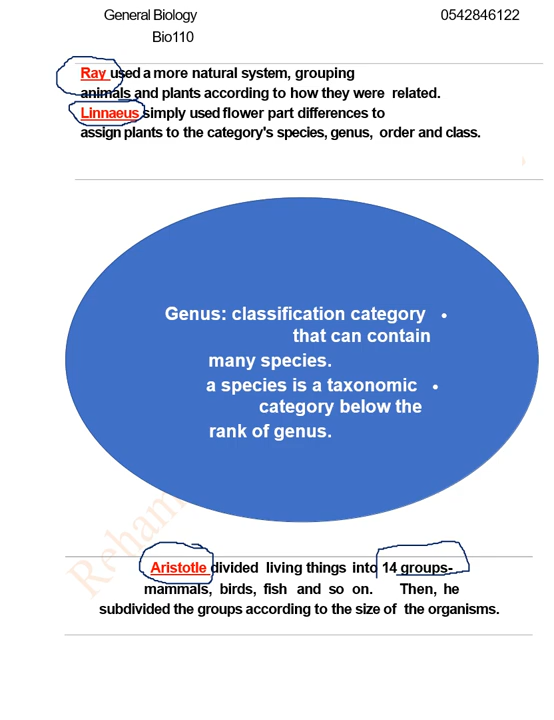 General Biology 0542846122
Bio110
Ray used a more natural system, grouping
animals and plants according to how they were related.
Linnaeus simply used flower part differences to
assign plants to the category's species, genus, order and class.
Genus: classification category •
that can contain
many species.
a species is a taxonomic •
category below the
rank of genus.
Reham
Aristotle divided living things into 14 groups-
mammals, birds, fish and so on. Then, he
subdivided the groups according to the size of the organisms.